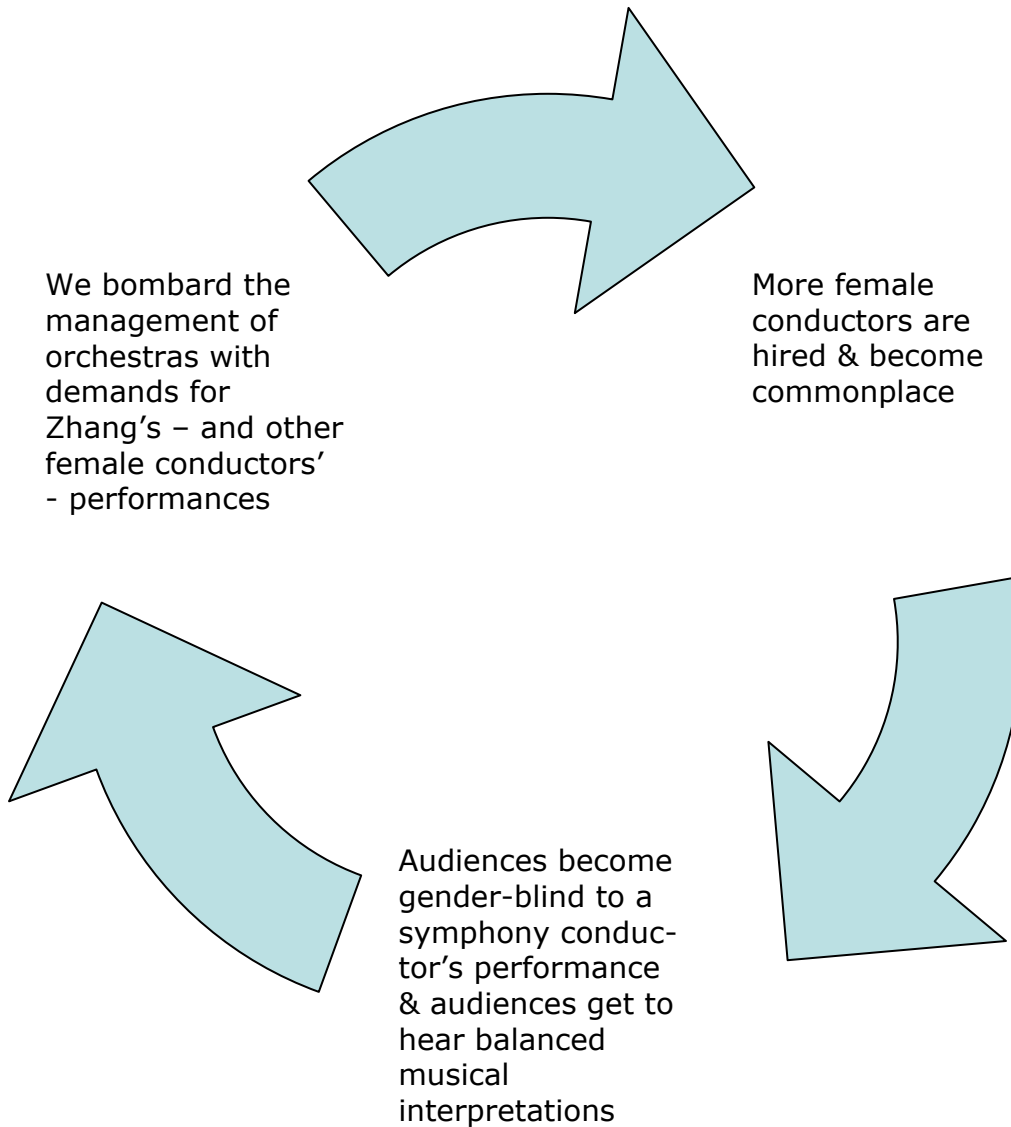 We bombard the
management of
orchestras with
demands for
Zhang’s – and other
female conductors’
- performances
More female
conductors are
hired & become
commonplace
Audiences become
gender-blind to a
symphony conduc-
tor’s performance
& audiences get to
hear balanced
musical
interpretations